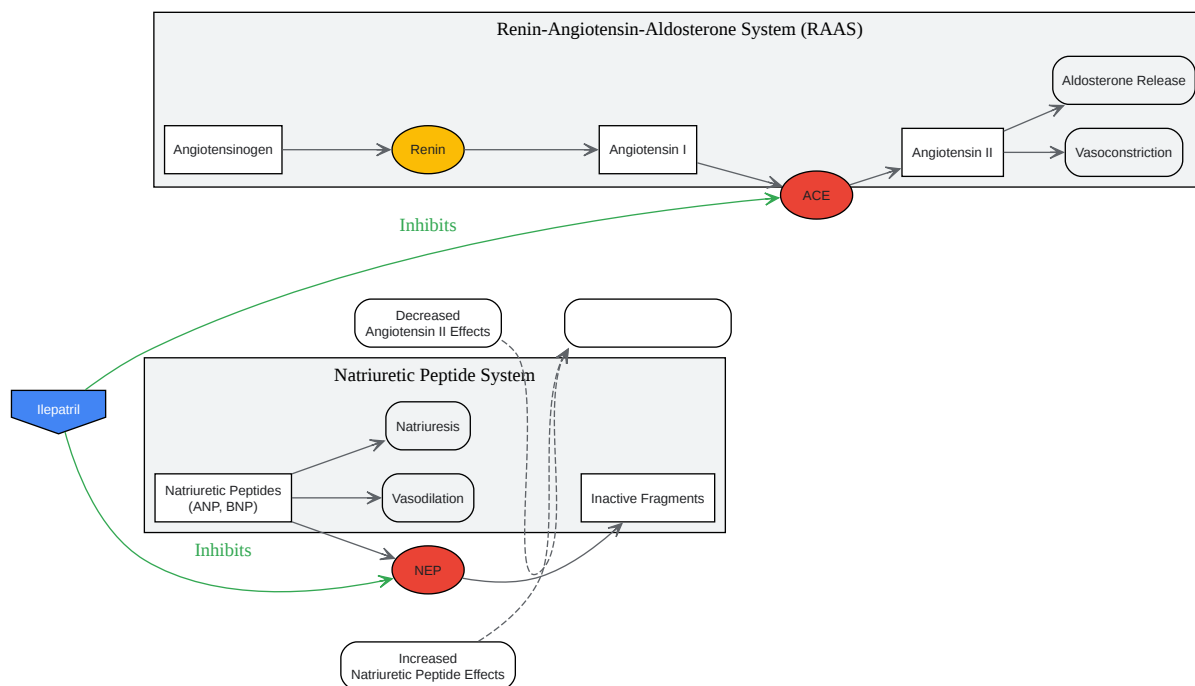 Renin-Angiotensin-Aldosterone System (RAAS)
Aldosterone Release
Angiotensinogen
Renin
Angiotensin I
Angiotensin II
Vasoconstriction
ACE
Inhibits
Decreased
Angiotensin II Effects
Natriuretic Peptide System
Ilepatril
Natriuresis
Natriuretic Peptides
(ANP, BNP)
Vasodilation
Inactive Fragments
Inhibits
NEP
Increased
Natriuretic Peptide Effects